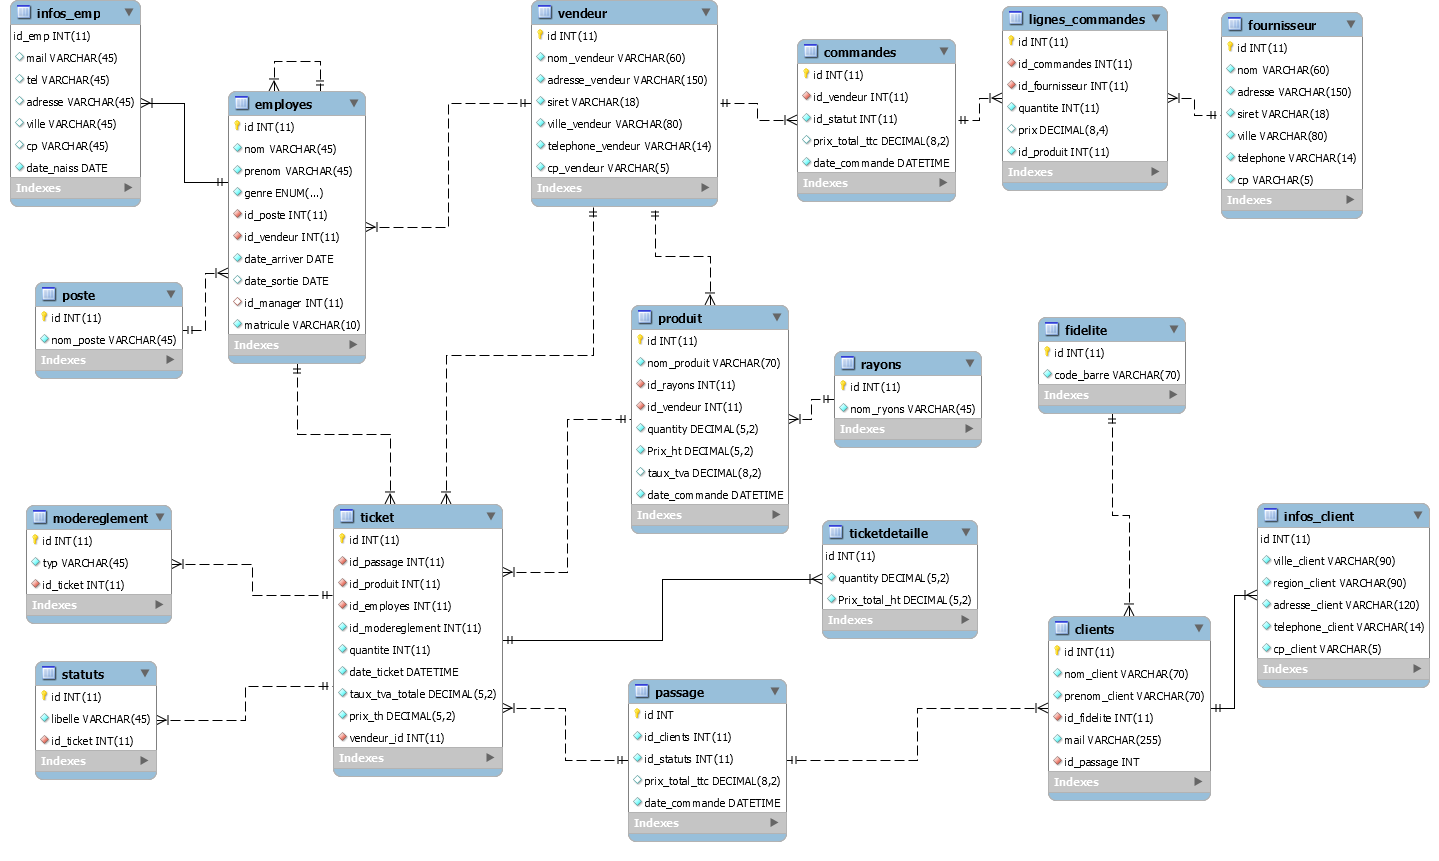 infos_emp
id_emp INT(11)
mail VARCHAR(45)
tel VARCHAR(45)
adresse VARCHAR(45)
ville VARCHAR(45)
cp VARCHAR(45)
date_naiss DATE
Indexes
employes
id INT(11)
nom VARCHAR(45)
prenom VARCHAR(45)
genre ENUM(...)
id_poste INT(11)
id_vendeur INT(11)
date_arriver DATE
date_sortie DATE
id_manager INT(11)
matricule VARCHAR(10)
Indexes
vendeur
id INT(11)
nom_vendeur VARCHAR(60)
adresse_vendeur VARCHAR(150)
siret VARCHAR(18)
ville_vendeur VARCHAR(80)
telephone_vendeur VARCHAR(14)
cp_vendeur VARCHAR(5)
Indexes
commandes
id INT(11)
id_vendeur INT(11)
id_statut INT(11)
prix_total_ttc DECIMAL(8,2)
date_commande DATETIME
Indexes
lignes_commandes
id INT(11)
id_commandes INT(11)
id_fournisseur INT(11)
quantite INT(11)
prix DECIMAL(8,4)
id_produit INT(11)
Indexes
fournisseur
id INT(11)
nom VARCHAR(60)
adresse VARCHAR(150)
siret VARCHAR(18)
ville VARCHAR(80)
telephone VARCHAR(14)
cp VARCHAR(5)
Indexes
poste
id INT(11)
nom_poste VARCHAR(45)
Indexes
produit
id INT(11)
nom_produit VARCHAR(70)
id_rayons INT(11)
id_vendeur INT(11)
quantity DECIMAL(5,2)
Prix_ht DECIMAL(5,2)
taux_tva DECIMAL(8,2)
date_commande DATETIME
Indexes
rayons
id INT(11)
nom_ryons VARCHAR(45)
Indexes
fidelite
id INT(11)
code_barre VARCHAR(70)
Indexes
modereglement
id INT(11)
typ VARCHAR(45)
id_ticket INT(11)
Indexes
ticket
id INT(11)
id_passage INT(11)
id_produit INT(11)
id_employes INT(11)
id_modereglement INT(11)
quantite INT(11)
date_ticket DATETIME
taux_tva_totale DECIMAL(5,2)
prix_th DECIMAL(5,2)
vendeur_id INT(11)
Indexes
ticketdetaille
id INT(11)
quantity DECIMAL(5,2)
Prix_total_ht DECIMAL(5,2)
Indexes
infos_client
id INT(11)
ville_client VARCHAR(90)
region_client VARCHAR(90)
adresse_client VARCHAR(120)
telephone_client VARCHAR(14)
cp_client VARCHAR(5)
Indexes
statuts
id INT(11)
libelle VARCHAR(45)
id_ticket INT(11)
Indexes
passage
id INT
id_clients INT(11)
id_statuts INT(11)
prix_total_ttc DECIMAL(8,2)
date_commande DATETIME
Indexes
clients
id INT(11)
nom_client VARCHAR(70)
prenom_client VARCHAR(70)
id_fidelite INT(11)
mail VARCHAR(255)
id_passage INT
Indexes